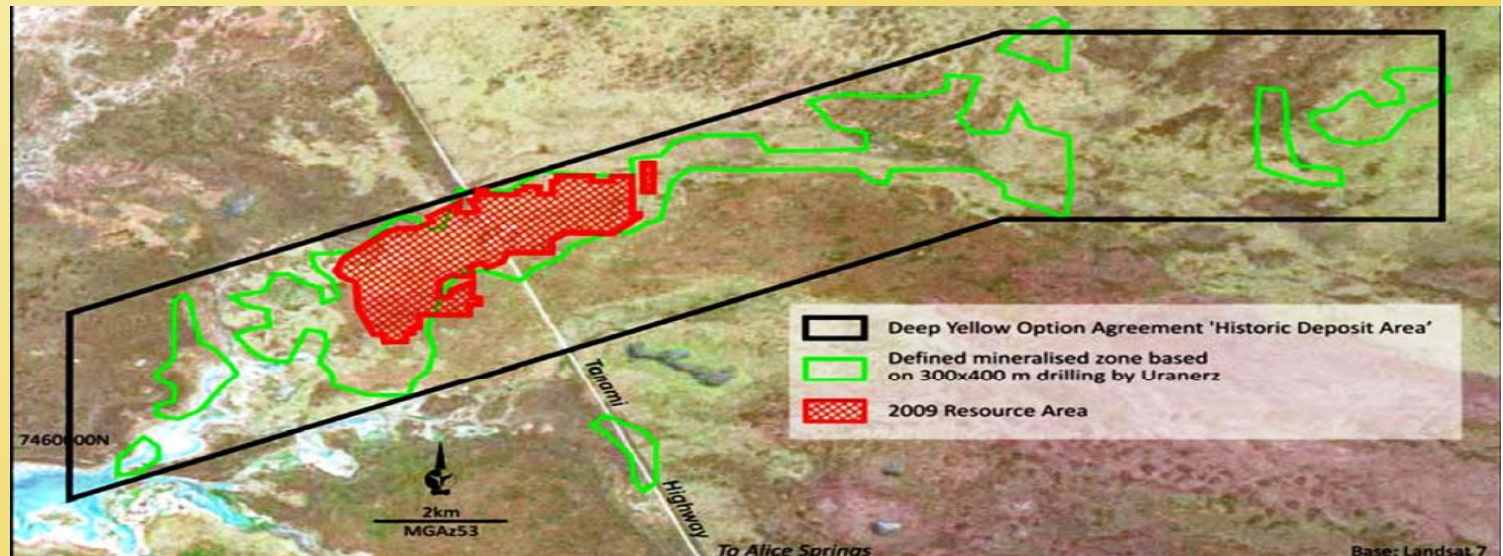 Deep Yellow Option Agreement 'Historic Deposit Area'
Defined mineralised zone based
on 300x400 m drilling by Uranerz
2009 Resource Area
Tanami
Highway
7460000N
2km
MGAz53
To Alice Springs
Base: Landsat 7